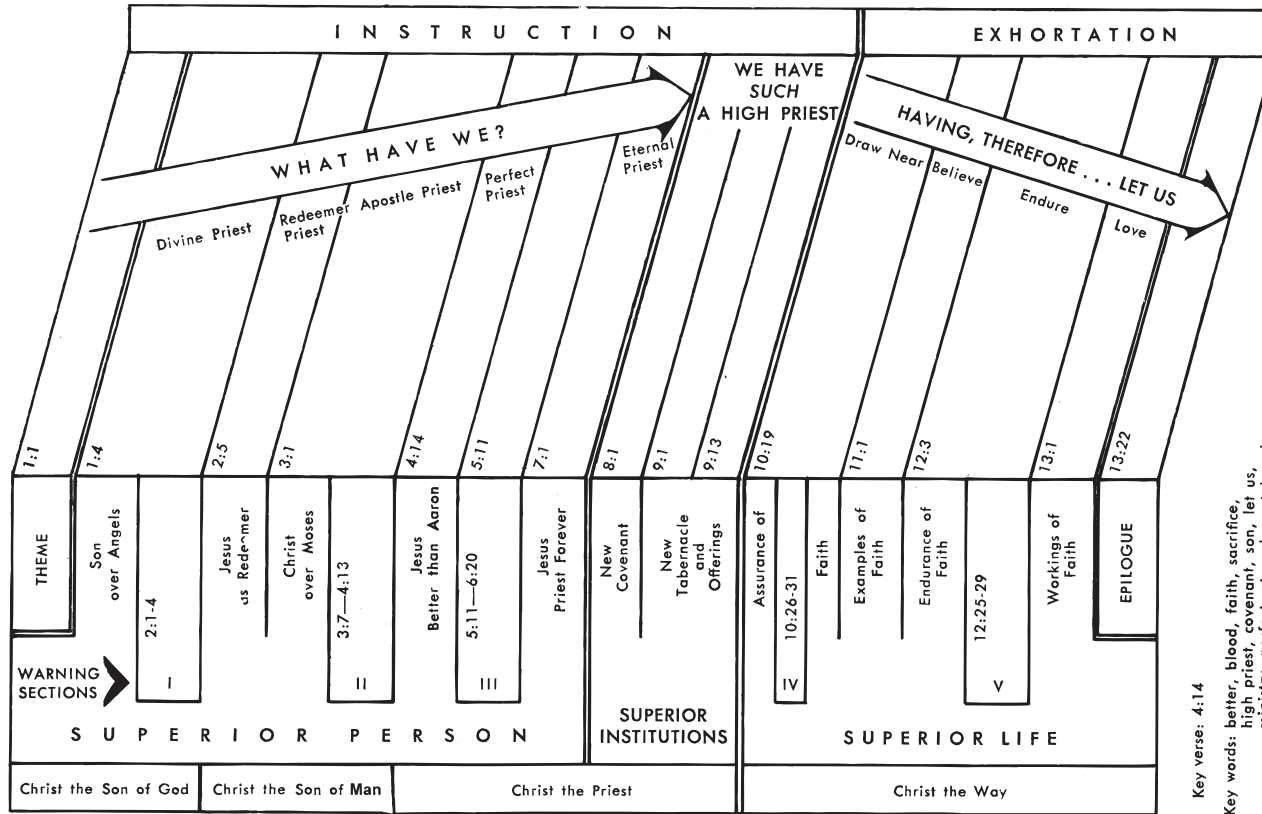 INSTRUCTION
EXHORTATION
WHAT HAVE WE?
WE HAVE
SUCH
A HIGH PRIEST
HAVING, THEREFORE . . . LET US
Divine Priest
Redeemer
Priest
Apostle Priest
Perfect
Priest
Eternal
Priest
Draw Near
Believe
Endure
Love
1:1
1:4
2:5
3:1
4:14
5:11
7:1
8:1
9:1
9:13
10:19
11:1
12:3
13:1
13:22
THEME
Son
over Angels
2:1-4
Jesus
as Redeemer
Christ
over Moses
3:7—4:13
Jesus
Better than Aaron
5:11—6:20
Jesus
Priest Forever
New
Covenant
New
Tabernacle
and
Offerings
Assurance of
10:26-31
Faith
Examples of
Faith
Endurance of
Faith
12:25-29
Workings of
Faith
EPILOGUE
WARNING
SECTIONS
I
II
III
IV
V
SUPERIOR PERSON
SUPERIOR
INSTITUTIONS
SUPERIOR LIFE
Christ the Son of God
Christ the Son of Man
Christ the Priest
Christ the Way
Key verse: 4:14
Key words: better, blood, faith, sacrifice,
high priest, covenant, son, let us,